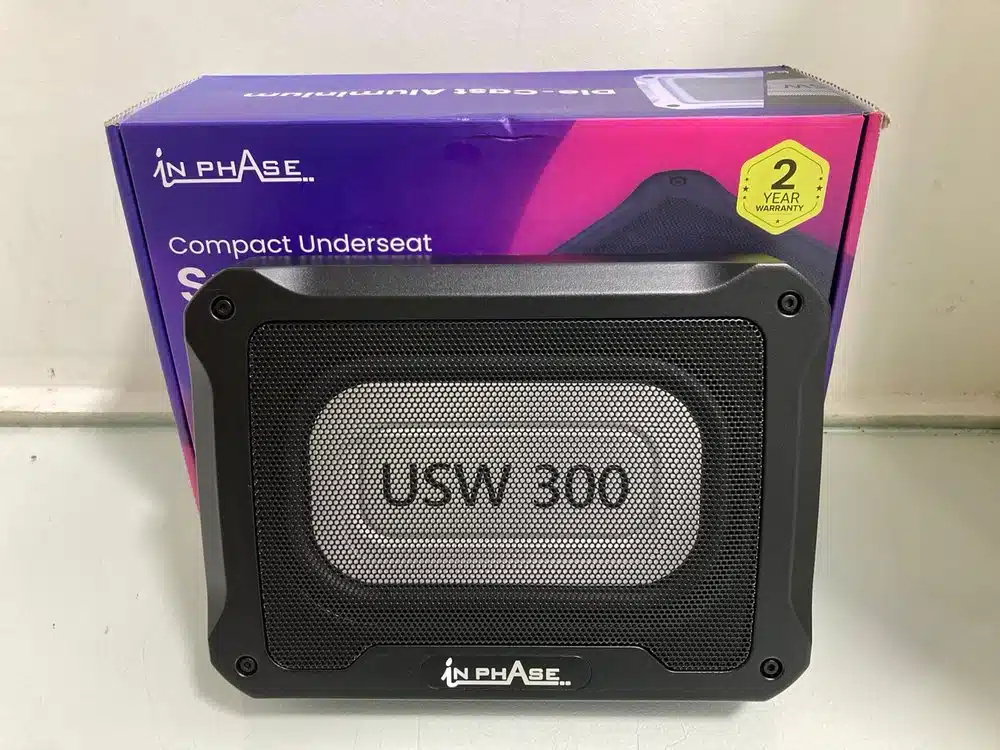 Die-Cast Aluminium
iN PHASE..
2
YEAR
WARRANTY
Compact Underseat
S
USW 300
iN PHASE..